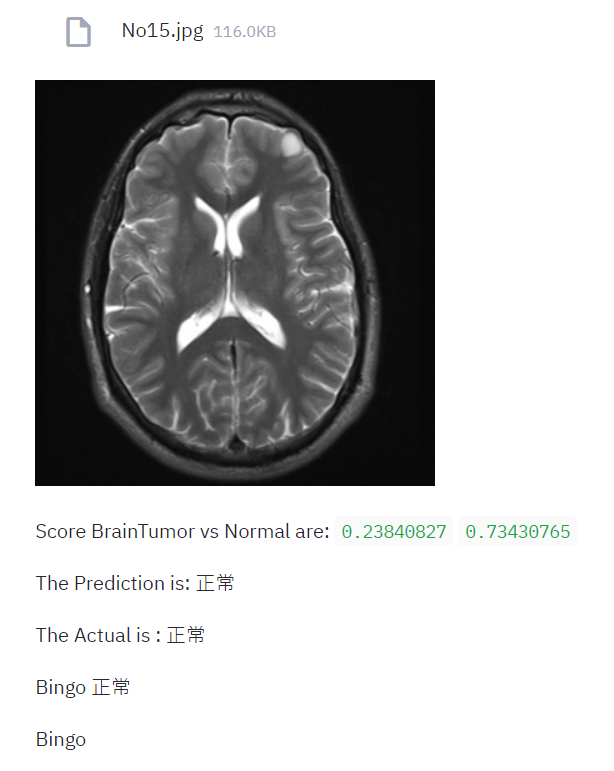 No15.jpg 116.0KB
Score BrainTumor vs Normal are: 0.23840827 0.73430765
The Prediction is: 正常
The Actual is : 正常
Bingo 正常
Bingo